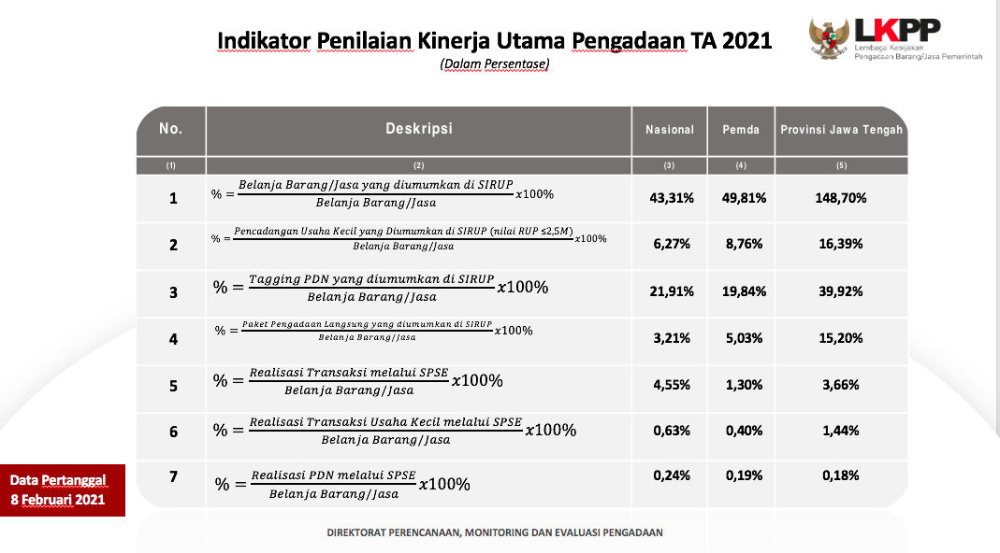 Indikator Penilaian Kinerja Utama Pengadaan TA 2021
(Dalam Persentase)
LKPP
Lembaga Kebijakan
Pengadaan Barang/Jasa Pemerintah
No. Deskripsi Nasional Pemda Provinsi Jawa Tengah
(1) (2) (3) (4) (5)
1 % = Belanja Barang/Jasa yang diumumkan di SIRUP / Belanja Barang/Jasa x100% 43,31% 49,81% 148,70%
2 % = Pencadangan Usaha Kecil yang Diumumkan di SIRUP (nilai RUP ≤2,5M) / Belanja Barang/Jasa x100% 6,27% 8,76% 16,39%
3 % = Tagging PDN yang diumumkan di SIRUP / Belanja Barang/Jasa x100% 21,91% 19,84% 39,92%
4 % = Paket Pengadaan Langsung yang diumumkan di SIRUP / Belanja Barang/Jasa x100% 3,21% 5,03% 15,20%
5 % = Realisasi Transaksi melalui SPSE / Belanja Barang/Jasa x100% 4,55% 1,30% 3,66%
6 % = Realisasi Transaksi Usaha Kecil melalui SPSE / Belanja Barang/Jasa x100% 0,63% 0,40% 1,44%
7 % = Realisasi PDN melalui SPSE / Belanja Barang/Jasa x100% 0,24% 0,19% 0,18%
Data Pertanggal
8 Februari 2021
DIREKTORAT PERENCANAAN, MONITORING DAN EVALUASI PENGADAAN